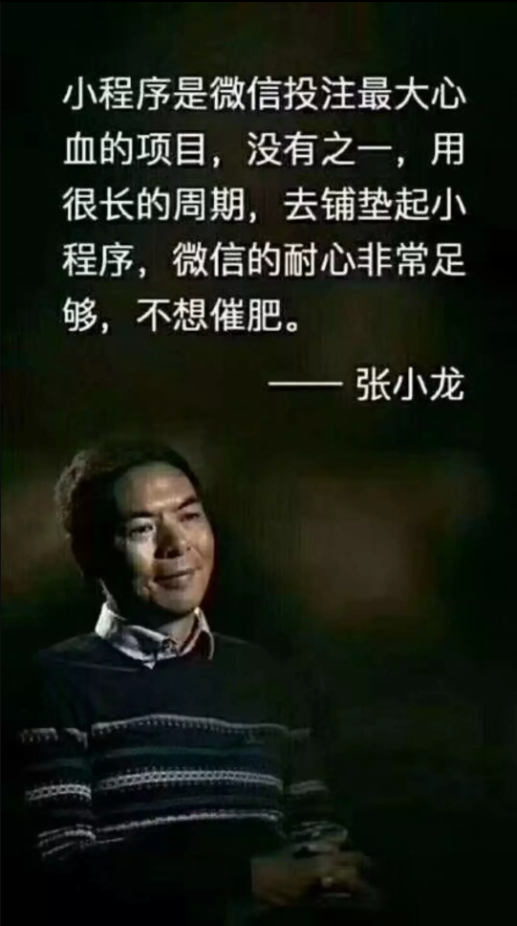 小程序是微信投注最大心
血的项目，没有之一，用
很长的周期，去铺垫起小
程序，微信的耐心非常足
够，不想催肥。
—— 张小龙